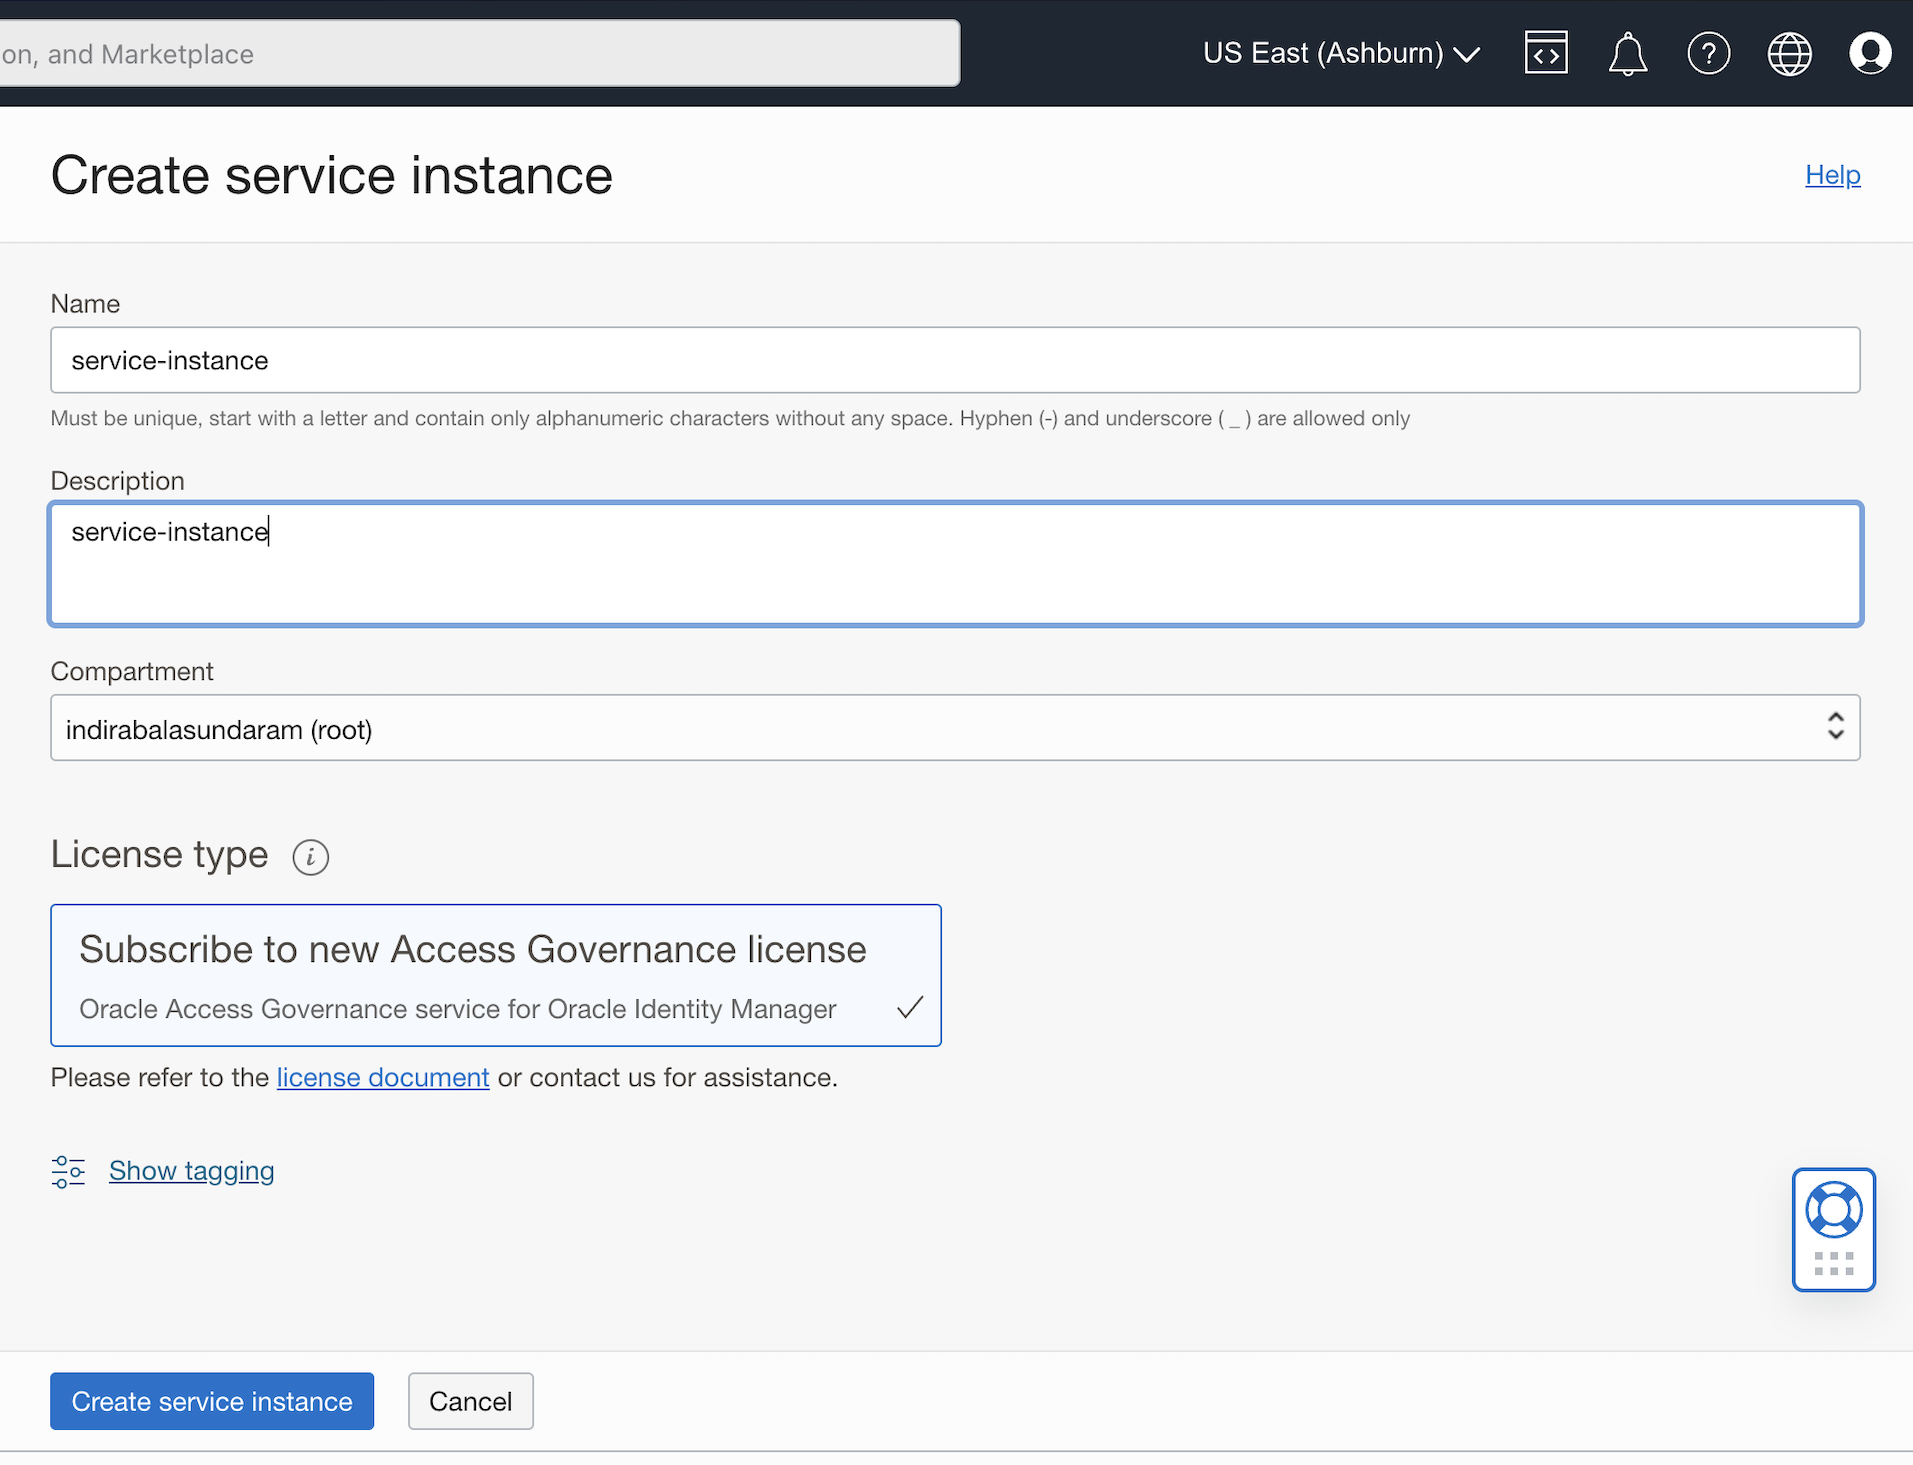 on, and Marketplace
US East (Ashburn)
Create service instance
Help
Name
service-instance
Must be unique, start with a letter and contain only alphanumeric characters without any space. Hyphen (-) and underscore ( _ ) are allowed only
Description
service-instance
Compartment
indirabalasundaram (root)
License type
Subscribe to new Access Governance license
Oracle Access Governance service for Oracle Identity Manager
Please refer to the license document or contact us for assistance.
Show tagging
Create service instance
Cancel